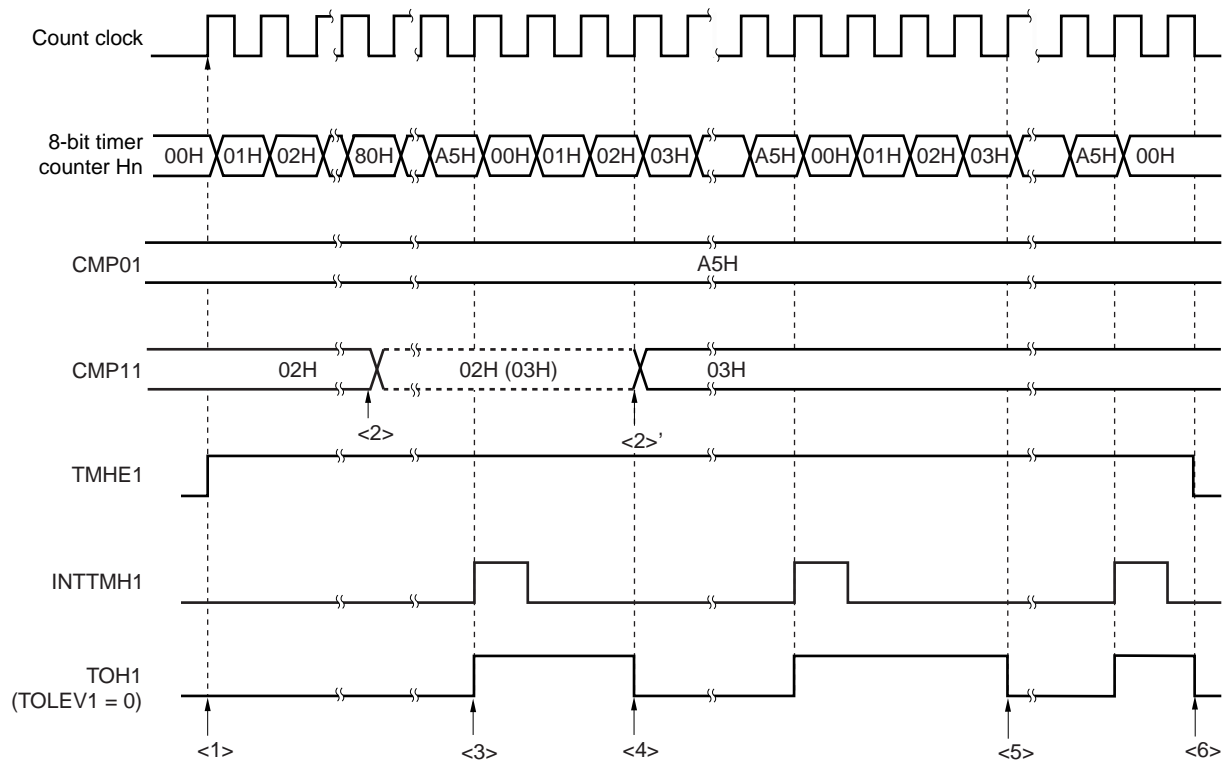 Count clock
8-bit timer
counter Hn
00H 01H 02H 80H A5H 00H 01H 02H 03H A5H 00H 01H 02H 03H A5H 00H
CMP01
A5H
CMP11
02H 02H (03H) 03H
<2> <2>’
TMHE1
INTTMH1
TOH1
(TOLEV1 = 0)
<1> <3> <4> <5> <6>